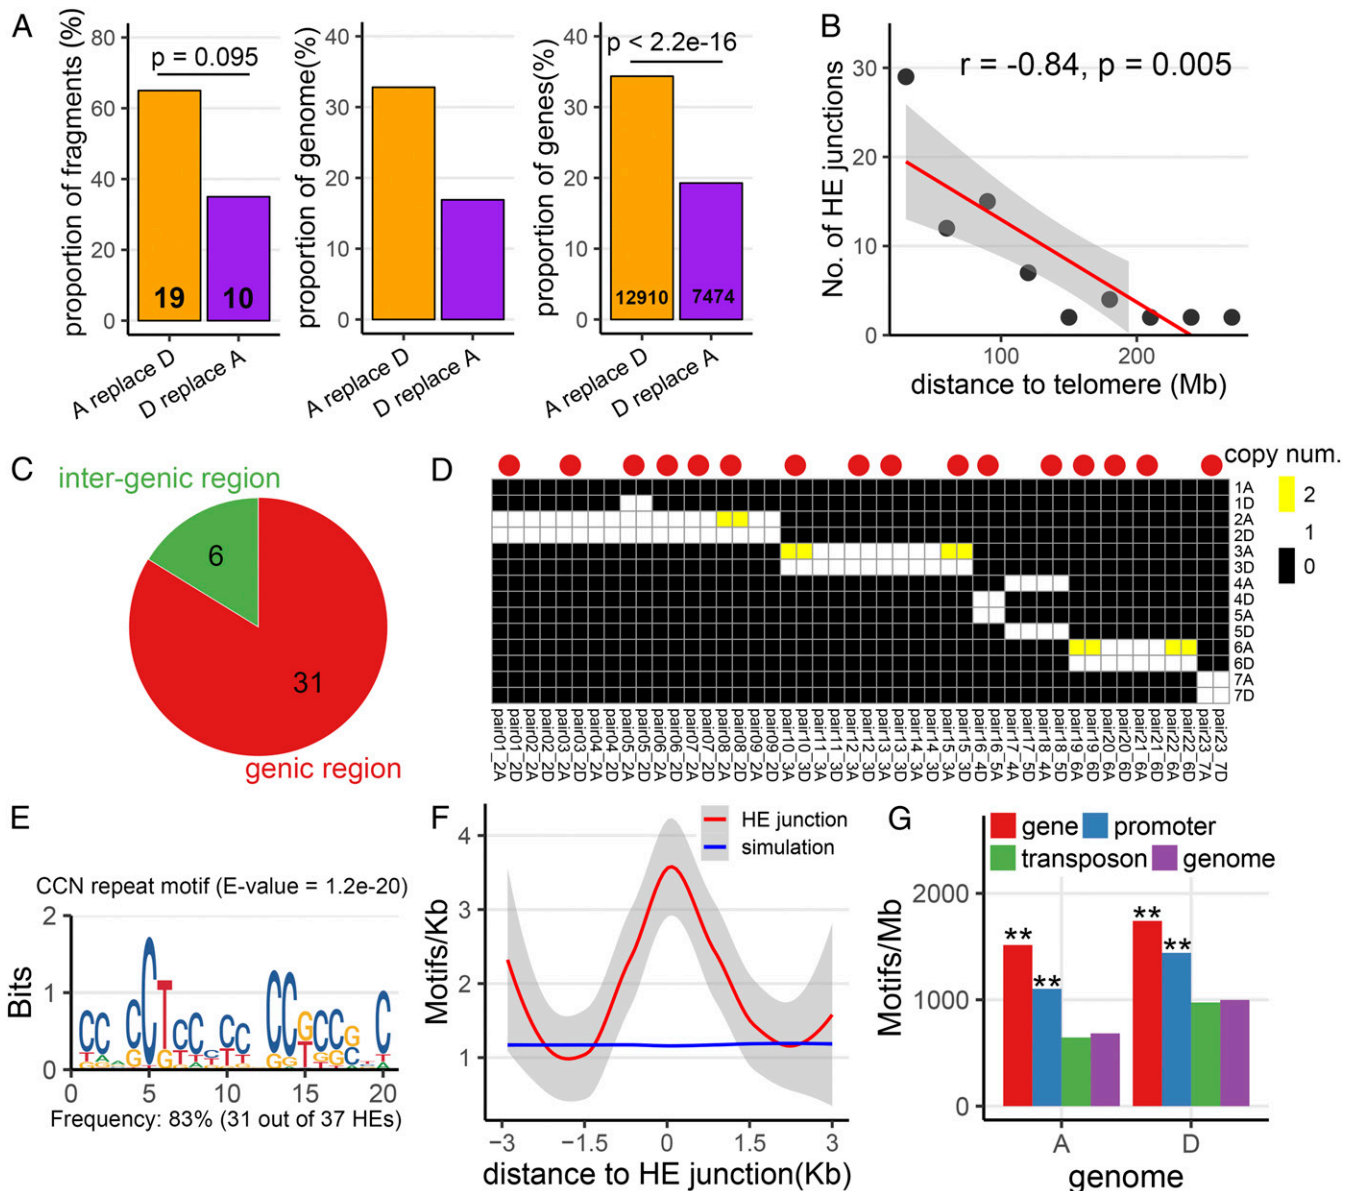 A
proportion of fragments (%)
80
60
40
20
0
p = 0.095
19
10
A replace D
D replace A
proportion of genome(%)
40
30
20
10
0
A replace D
D replace A
proportion of genes(%)
40
30
20
10
0
p < 2.2e-16
12910
7474
A replace D
D replace A
B
No. of HE junctions
30
20
10
0
r = -0.84, p = 0.005
100
200
distance to telomere (Mb)
C
inter-genic region
6
31
genic region
D
copy num.
2
1
0
1A
1D
2A
2D
3A
3D
4A
4D
5A
5D
6A
6D
7A
7D
pair01_2A
pair01_2D
pair02_2A
pair02_2D
pair03_2A
pair03_2D
pair04_2A
pair04_2D
pair05_2A
pair05_2D
pair06_2A
pair06_2D
pair07_2A
pair07_2D
pair08_2A
pair08_2D
pair09_2A
pair09_2D
pair10_3A
pair10_3D
pair11_3A
pair11_3D
pair12_3A
pair12_3D
pair13_3A
pair13_3D
pair14_3A
pair14_3D
pair15_3A
pair15_3D
pair16_4D
pair16_5A
pair17_4A
pair17_5D
pair18_4A
pair18_5D
pair19_6A
pair19_6D
pair20_6A
pair20_6D
pair21_6A
pair21_6D
pair22_6A
pair22_6D
pair23_7A
pair23_7D
E
CCN repeat motif (E-value = 1.2e-20)
Bits
2
1
0
0 5 10 15 20
Frequency: 83% (31 out of 37 HEs)
F
Motifs/Kb
4
3
2
1
HE junction
simulation
−3 −1.5 0 1.5 3
distance to HE junction(Kb)
G
gene promoter
transposon genome
Motifs/Mb
2000
1000
0
** ** ** **
A D
genome